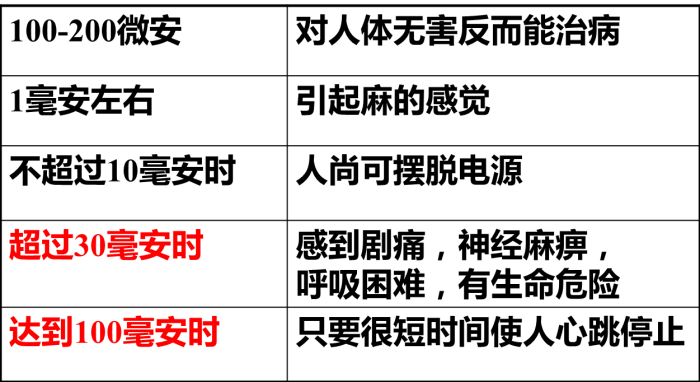 100-200微安
对人体无害反而能治病
1毫安左右
引起麻的感觉
不超过10毫安时
人尚可摆脱电源
超过30毫安时
感到剧痛，神经麻痹，
呼吸困难，有生命危险
达到100毫安时
只要很短时间使人心跳停止